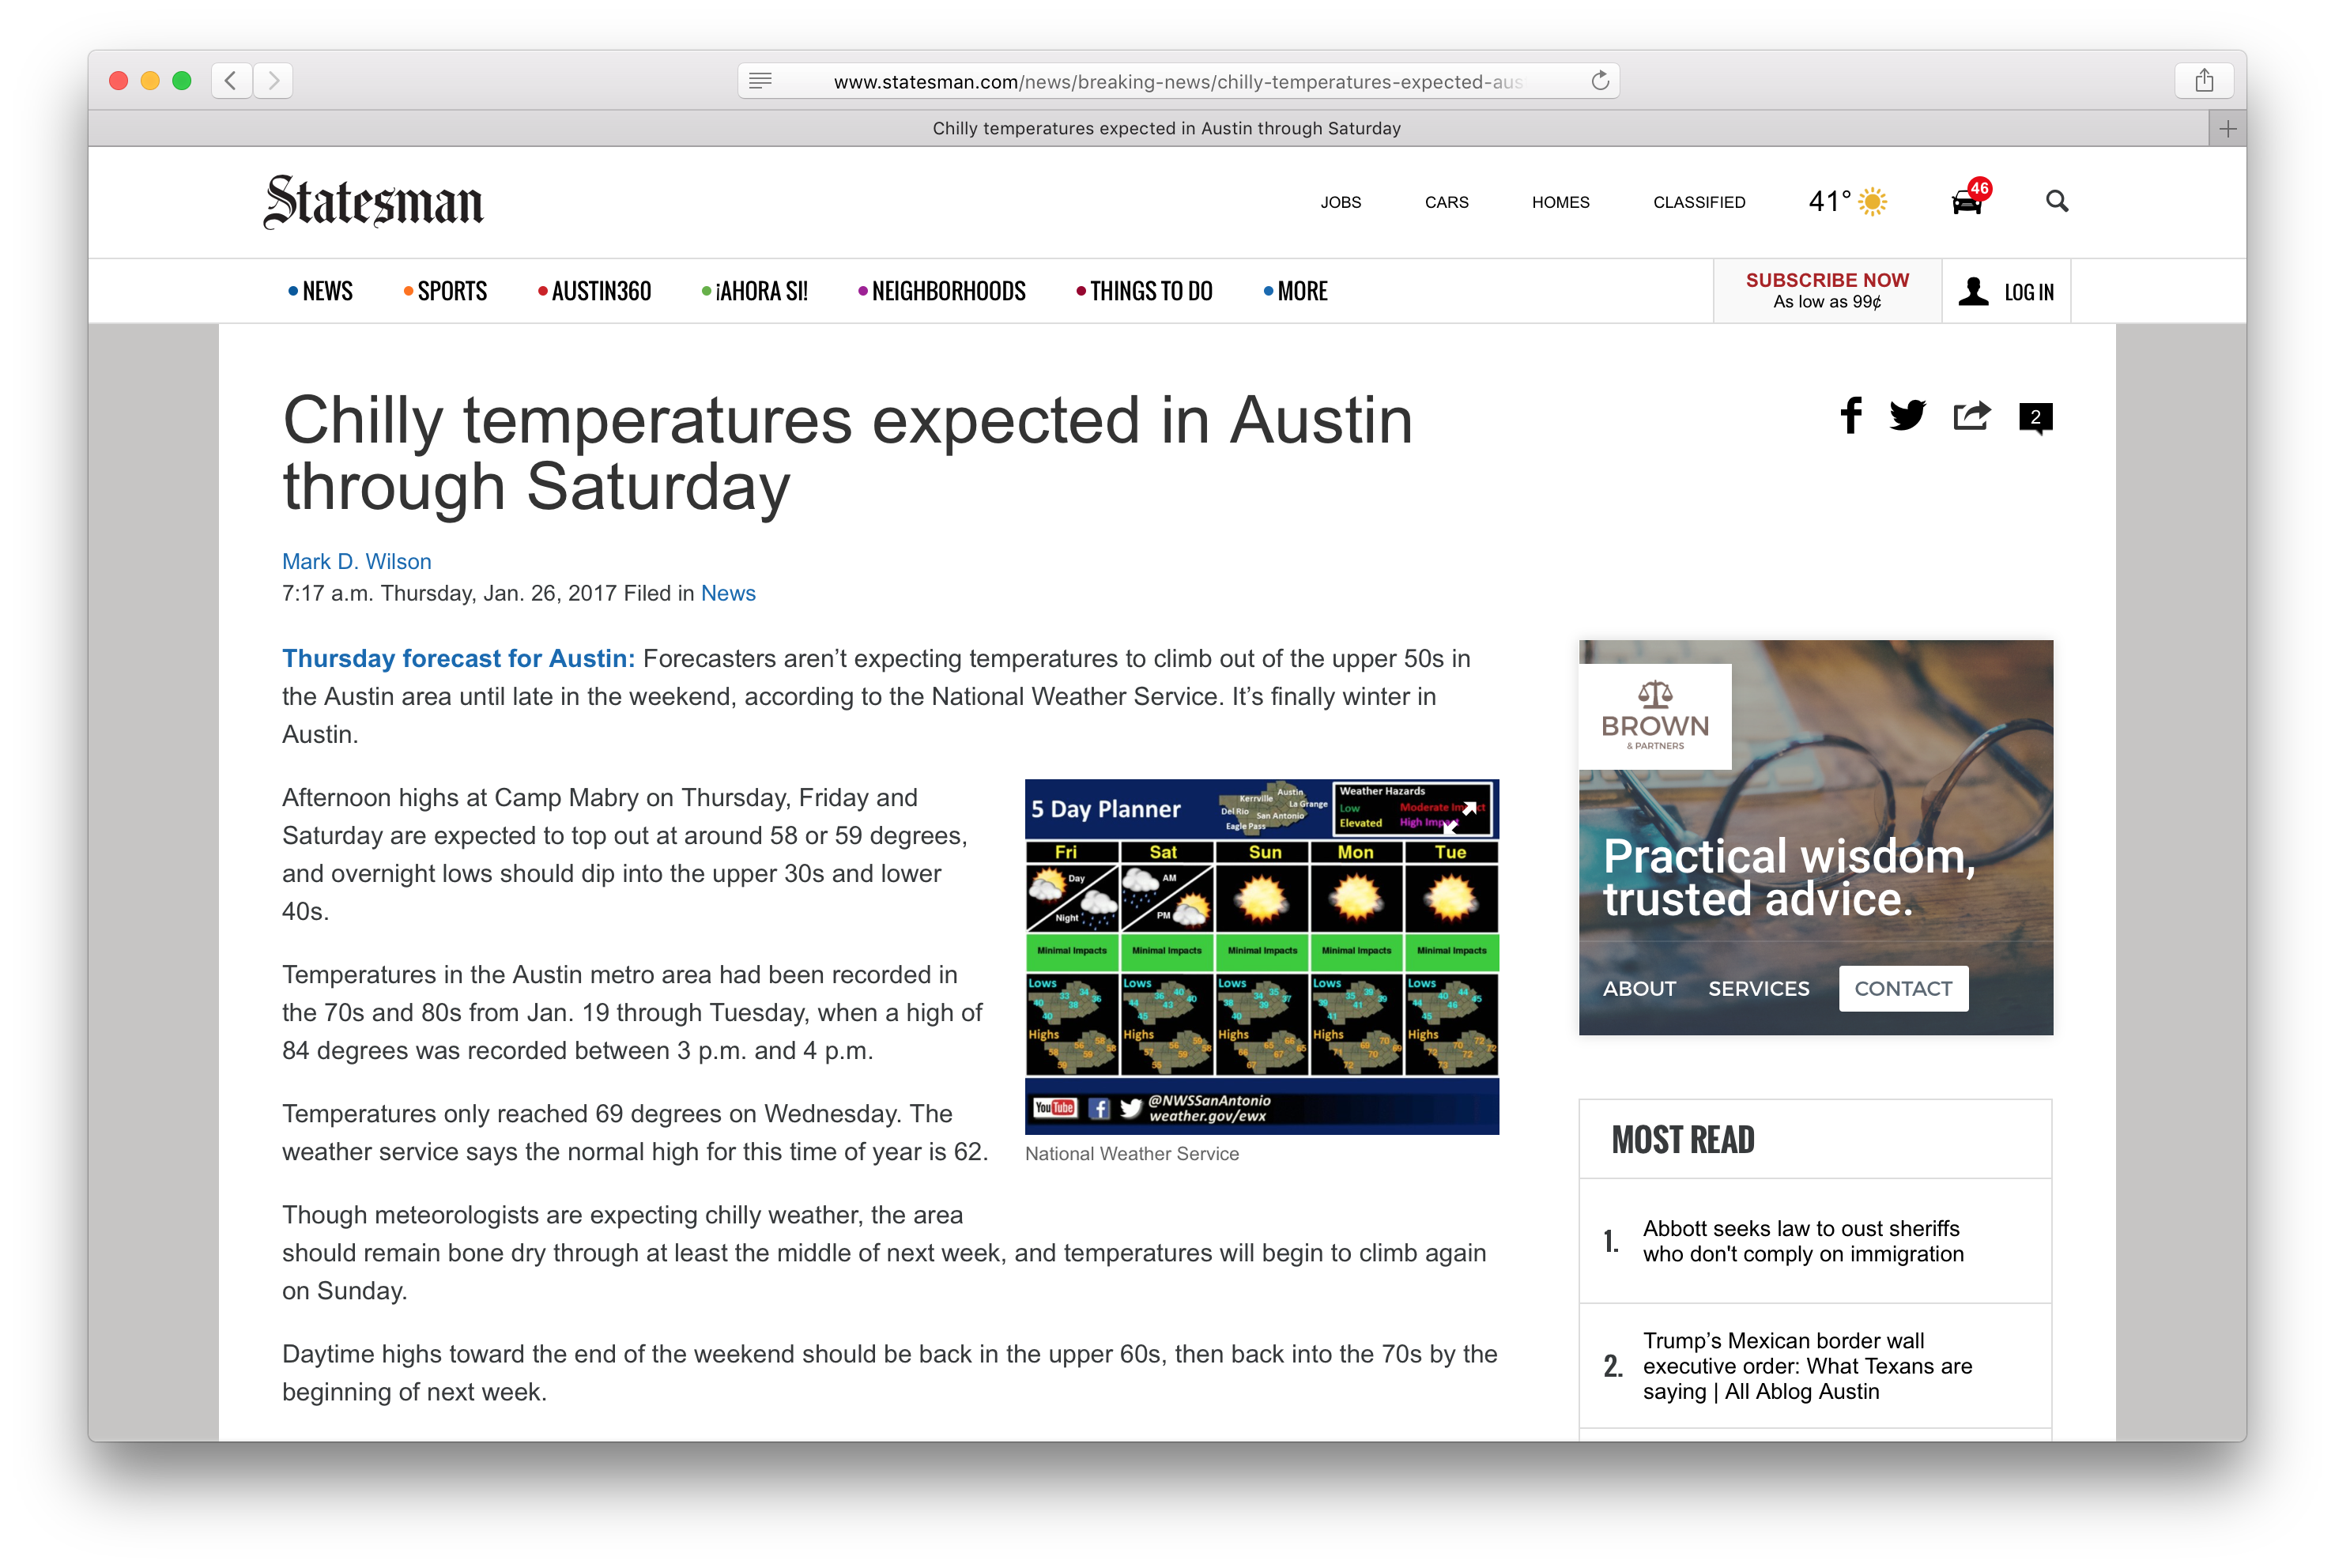 www.statesman.com/news/breaking-news/chilly-temperatures-expected-aus
Chilly temperatures expected in Austin through Saturday
Statesman
JOBS CARS HOMES CLASSIFIED 41° 46
NEWS SPORTS AUSTIN360 ¡AHORA SI! NEIGHBORHOODS THINGS TO DO MORE
SUBSCRIBE NOW
As low as 99¢
LOG IN
Chilly temperatures expected in Austin
through Saturday
2
Mark D. Wilson
7:17 a.m. Thursday, Jan. 26, 2017 Filed in News
Thursday forecast for Austin: Forecasters aren’t expecting temperatures to climb out of the upper 50s in
the Austin area until late in the weekend, according to the National Weather Service. It’s finally winter in
Austin.
Afternoon highs at Camp Mabry on Thursday, Friday and
Saturday are expected to top out at around 58 or 59 degrees,
and overnight lows should dip into the upper 30s and lower
40s.
Temperatures in the Austin metro area had been recorded in
the 70s and 80s from Jan. 19 through Tuesday, when a high of
84 degrees was recorded between 3 p.m. and 4 p.m.
Temperatures only reached 69 degrees on Wednesday. The
weather service says the normal high for this time of year is 62.
Though meteorologists are expecting chilly weather, the area
should remain bone dry through at least the middle of next week, and temperatures will begin to climb again
on Sunday.
Daytime highs toward the end of the weekend should be back in the upper 60s, then back into the 70s by the
beginning of next week.
5 Day Planner
Kerrville Austin
Del Rio La Grange
San Antonio
Eagle Pass
Weather Hazards
Low Moderate
Elevated High
Fri Sat Sun Mon Tue
Day AM
Night PM
Minimal Impacts Minimal Impacts Minimal Impacts Minimal Impacts Minimal Impacts
Lows Lows Lows Lows Lows
Highs Highs Highs Highs Highs
YouTube @NWSSanAntonio
weather.gov/ewx
National Weather Service
BROWN
& PARTNERS
Practical wisdom,
trusted advice.
ABOUT SERVICES CONTACT
MOST READ
1. Abbott seeks law to oust sheriffs
who don't comply on immigration
2. Trump’s Mexican border wall
executive order: What Texans are
saying | All Ablog Austin